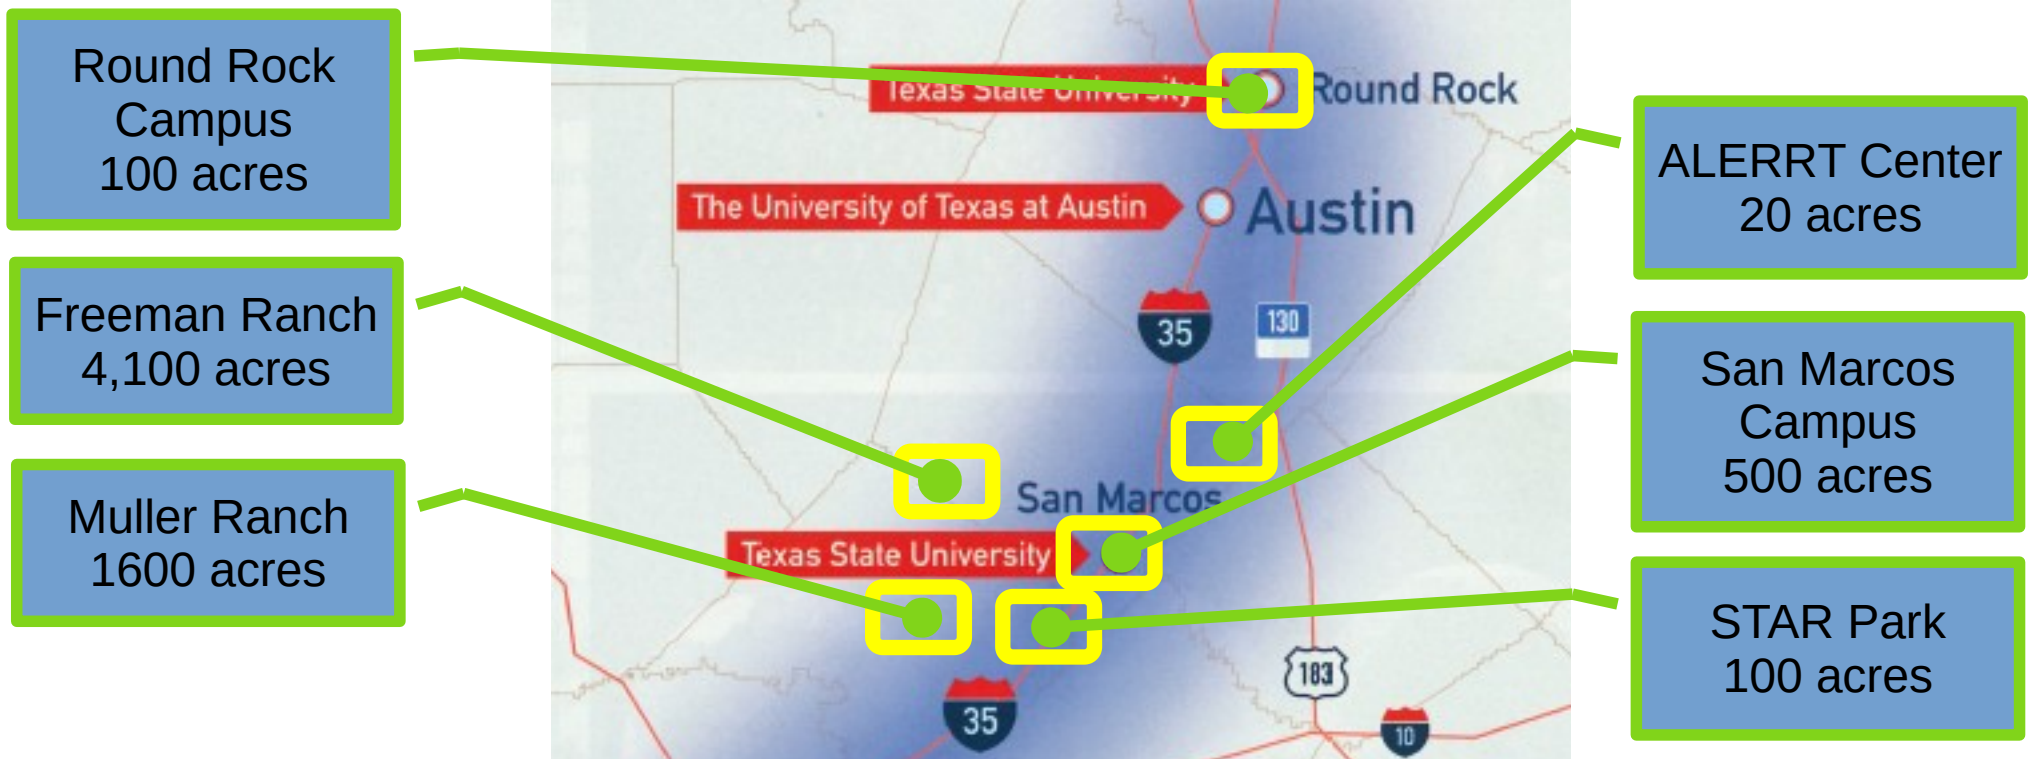 Round Rock
Campus
100 acres
Freeman Ranch
4,100 acres
Muller Ranch
1600 acres
Texas State University
Round Rock
The University of Texas at Austin
Austin
35
130
San Marcos
Texas State University
35
183
10
ALERRT Center
20 acres
San Marcos
Campus
500 acres
STAR Park
100 acres